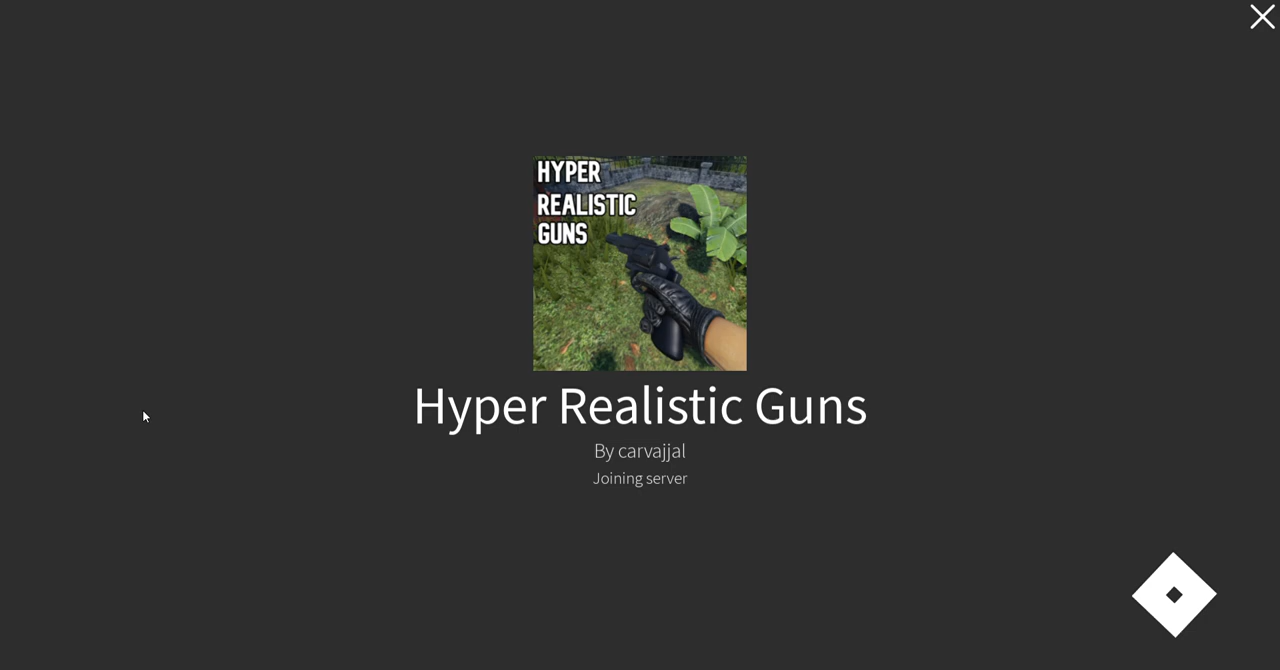 HYPER
REALISTIC
GUNS
Hyper Realistic Guns
By carvajjal
Joining server